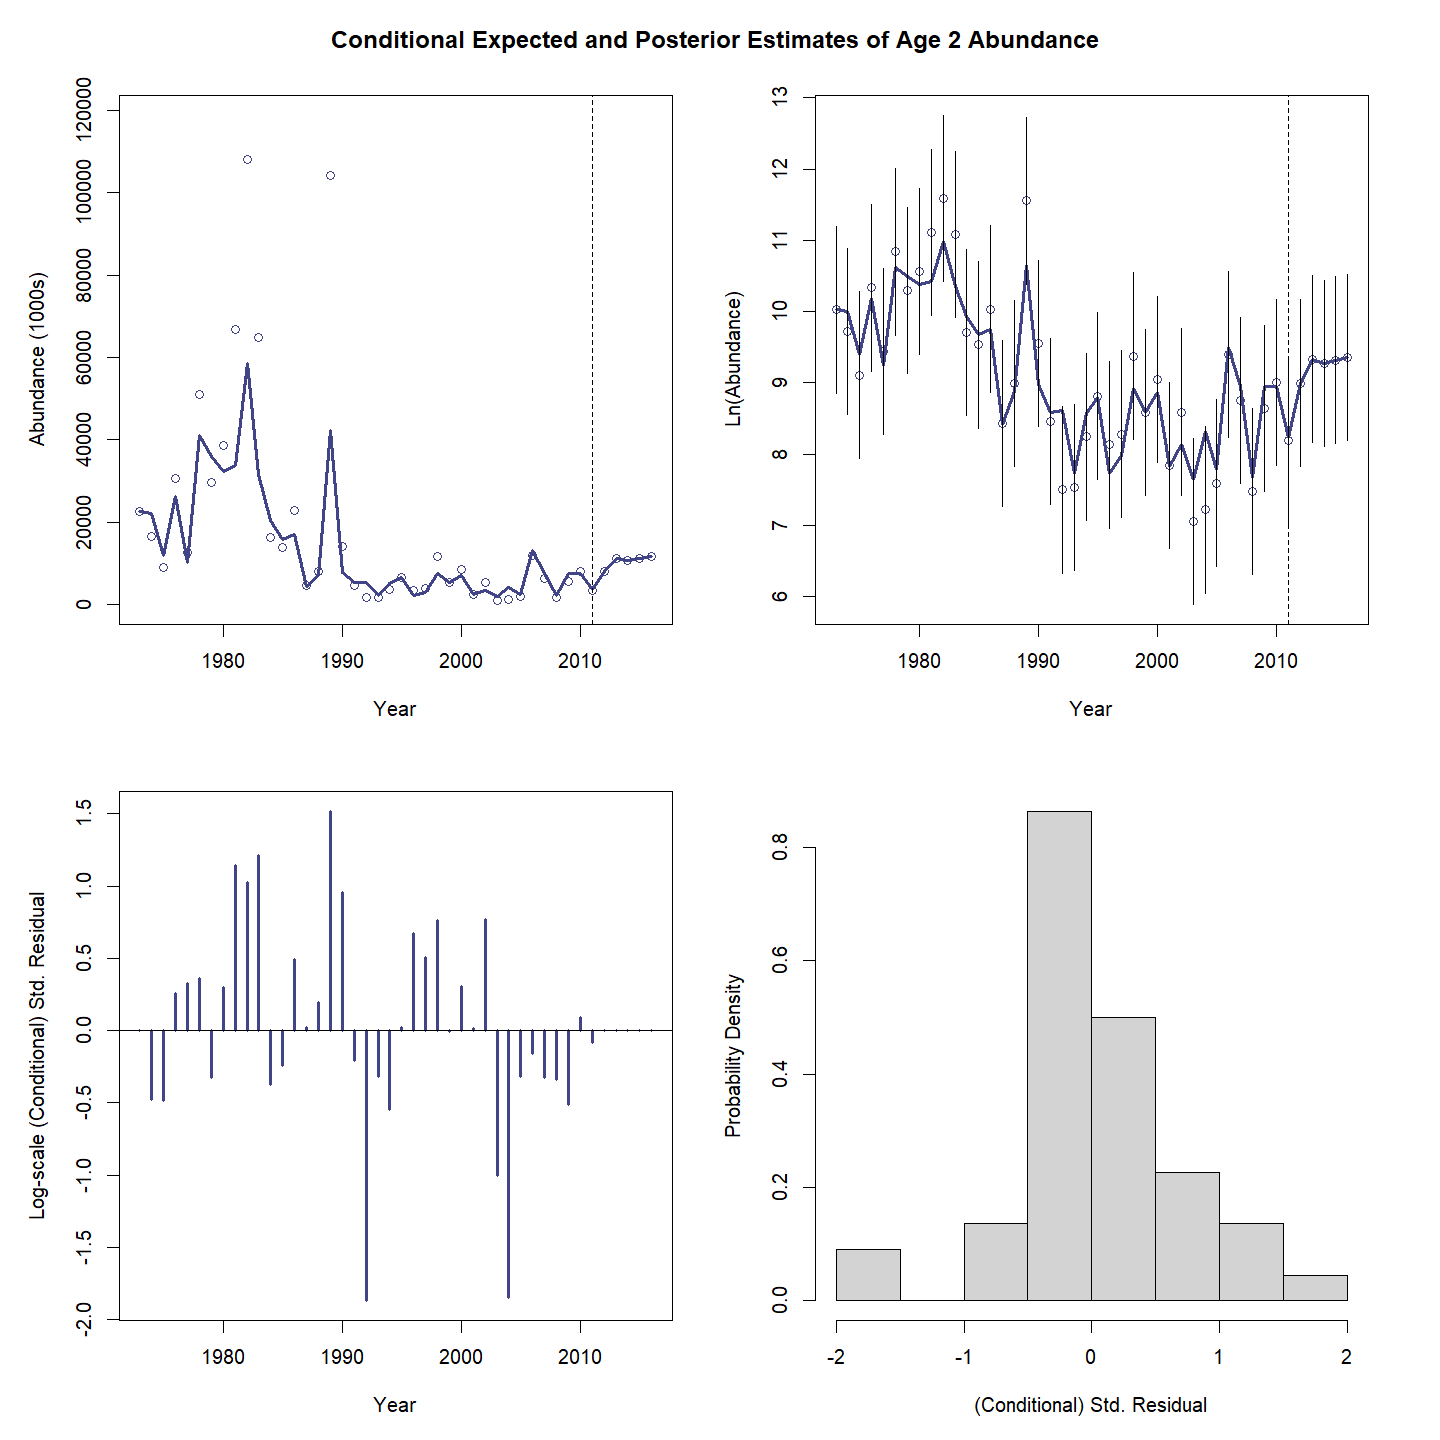 Conditional Expected and Posterior Estimates of Age 2 Abundance
Abundance (1000s)
0 20000 40000 60000 80000 100000 120000
1980 1990 2000 2010
Year
Ln(Abundance)
6 7 8 9 10 11 12 13
1980 1990 2000 2010
Year
Log-scale (Conditional) Std. Residual
-2.0 -1.5 -1.0 -0.5 0.0 0.5 1.0 1.5
1980 1990 2000 2010
Year
Probability Density
0.0 0.2 0.4 0.6 0.8
-2 -1 0 1 2
(Conditional) Std. Residual